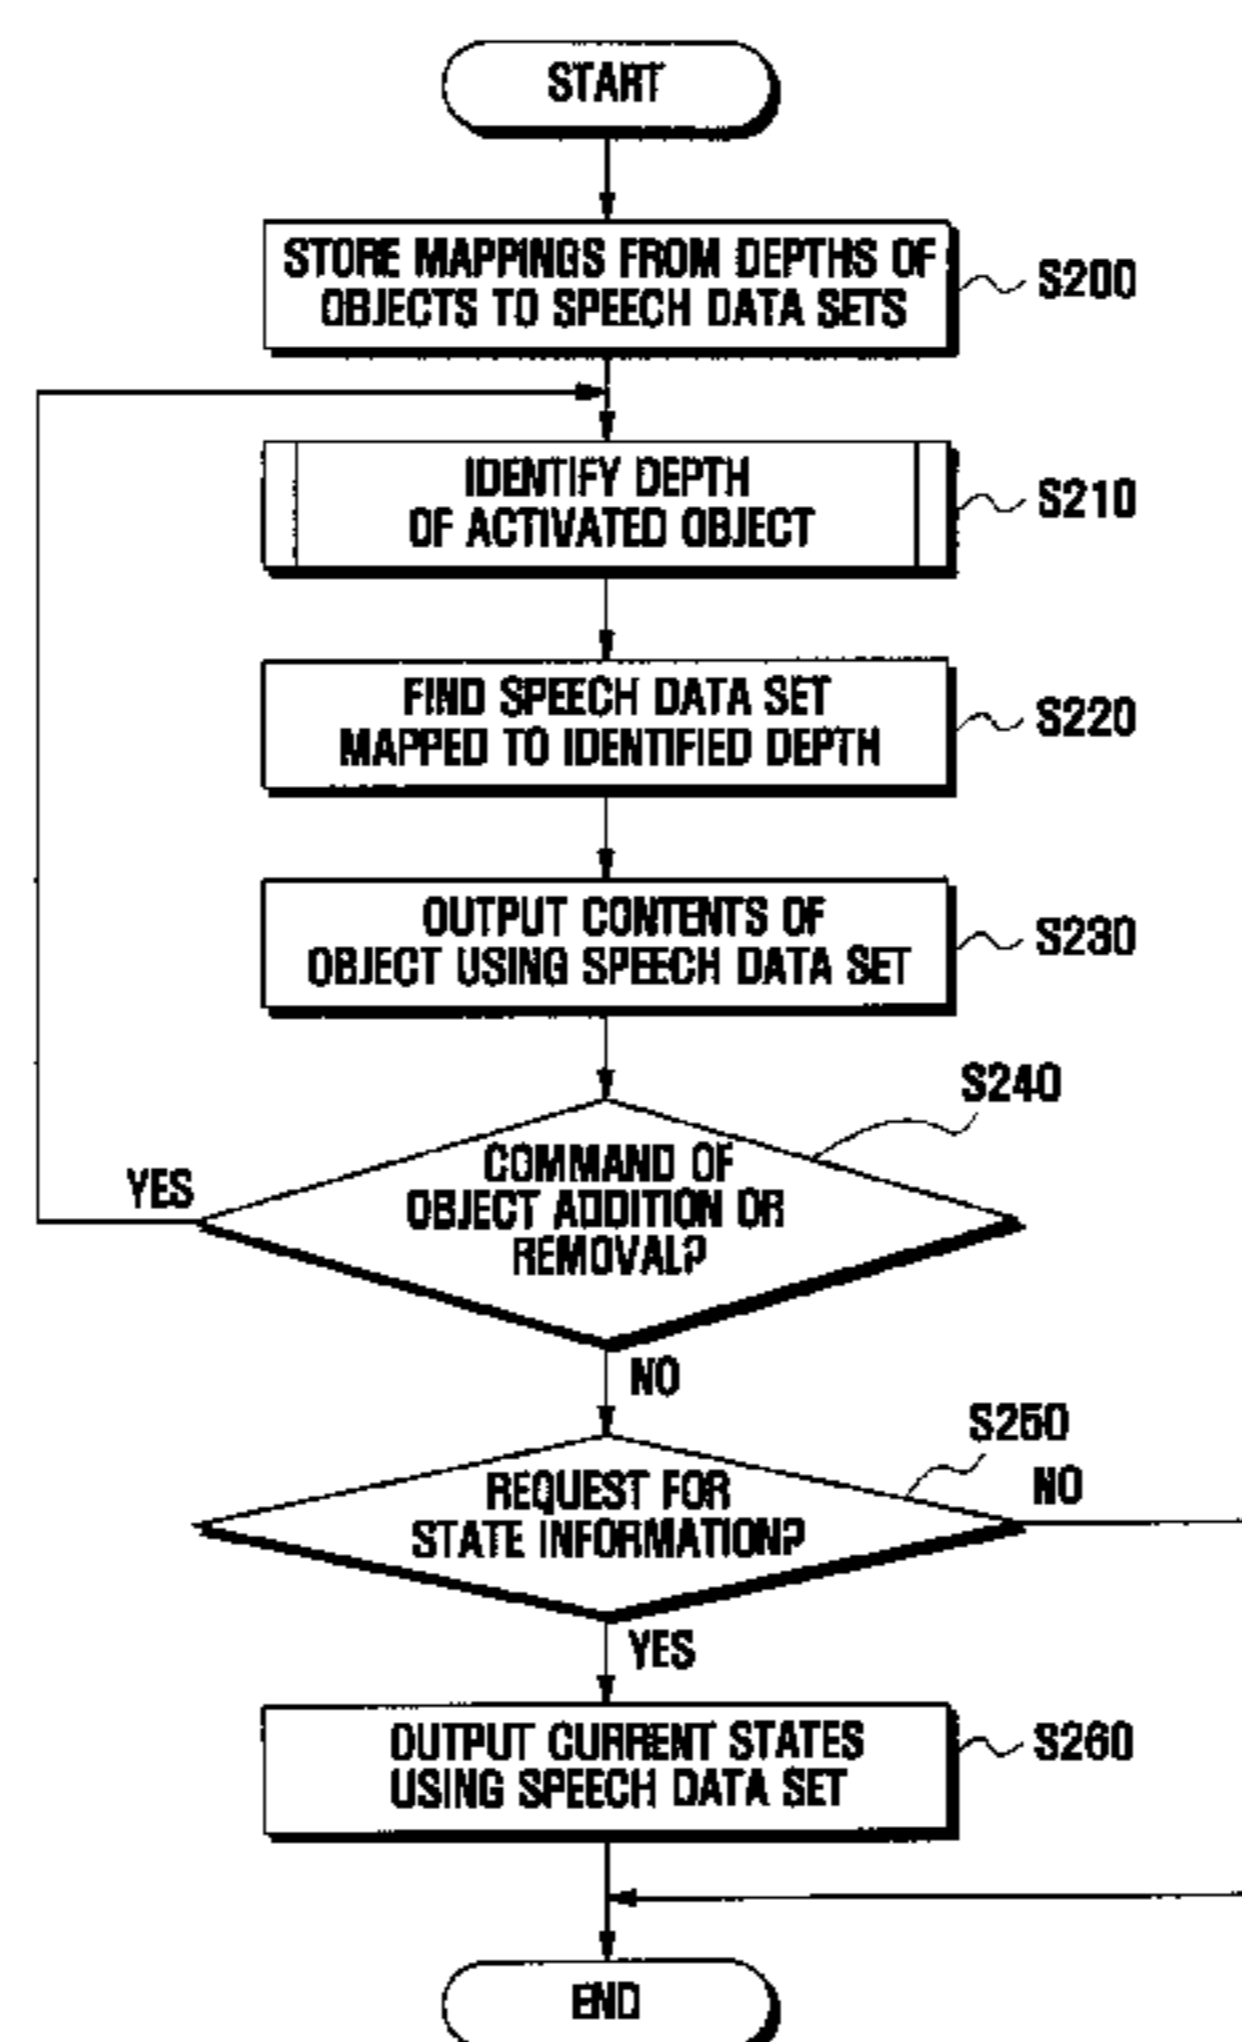 START
STORE MAPPINGS FROM DEPTHS OF
OBJECTS TO SPEECH DATA SETS
S200
IDENTIFY DEPTH
OF ACTIVATED OBJECT
S210
FIND SPEECH DATA SET
MAPPED TO IDENTIFIED DEPTH
S220
OUTPUT CONTENTS OF
OBJECT USING SPEECH DATA SET
S230
S240
COMMAND OF
OBJECT ADDITION OR
REMOVAL?
YES
NO
S250
REQUEST FOR
STATE INFORMATION?
NO
YES
OUTPUT CURRENT STATES
USING SPEECH DATA SET
S260
END